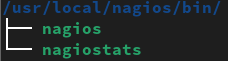 /usr/local/nagios/bin/
├── nagios
└── nagiostats